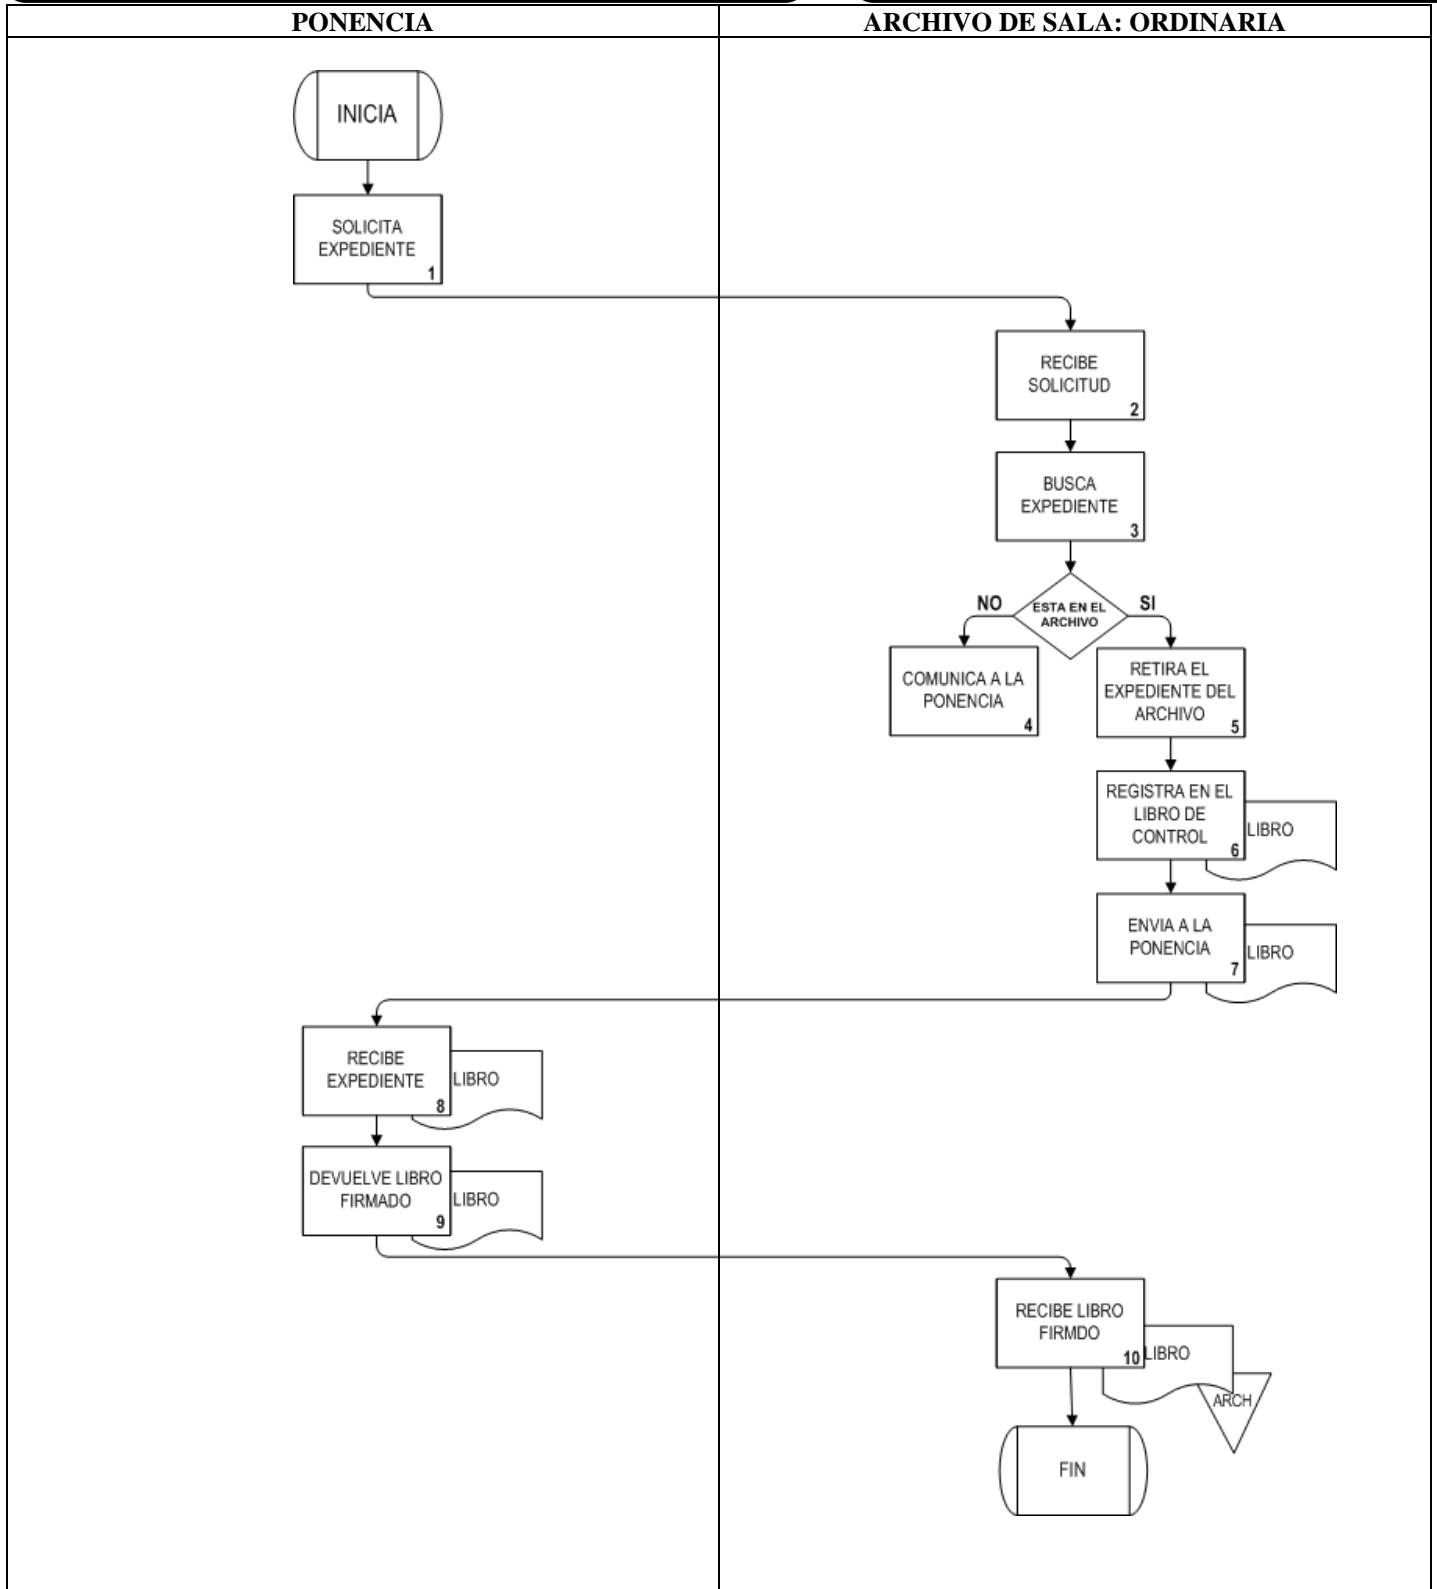 PONENCIA
ARCHIVO DE SALA: ORDINARIA
INICIA
SOLICITA
EXPEDIENTE
1
RECIBE
SOLICITUD
2
BUSCA
EXPEDIENTE
3
NO
ESTA EN EL
ARCHIVO
SI
COMUNICA A LA
PONENCIA
4
RETIRA EL
EXPEDIENTE DEL
ARCHIVO
5
REGISTRA EN EL
LIBRO DE
CONTROL
6
LIBRO
ENVIA A LA
PONENCIA
7
LIBRO
RECIBE
EXPEDIENTE
8
LIBRO
DEVUELVE LIBRO
FIRMADO
9
LIBRO
RECIBE LIBRO
FIRMDO
10
LIBRO
ARCH
FIN